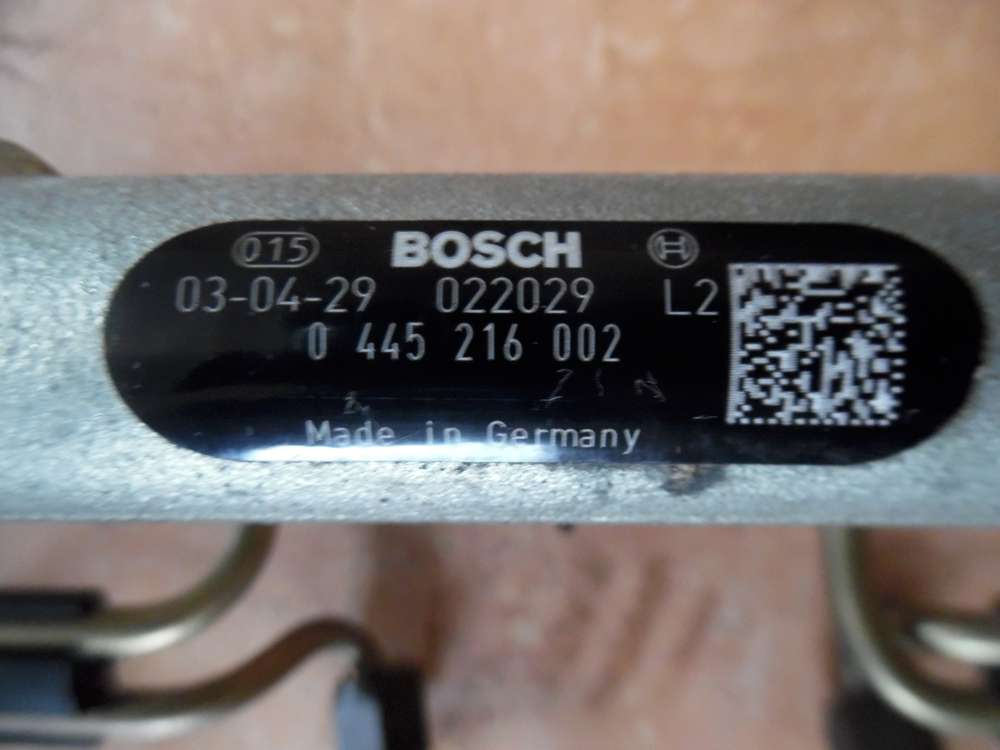 015 BOSCH
03-04-29 022029 L2
0 445 216 002
Made in Germany